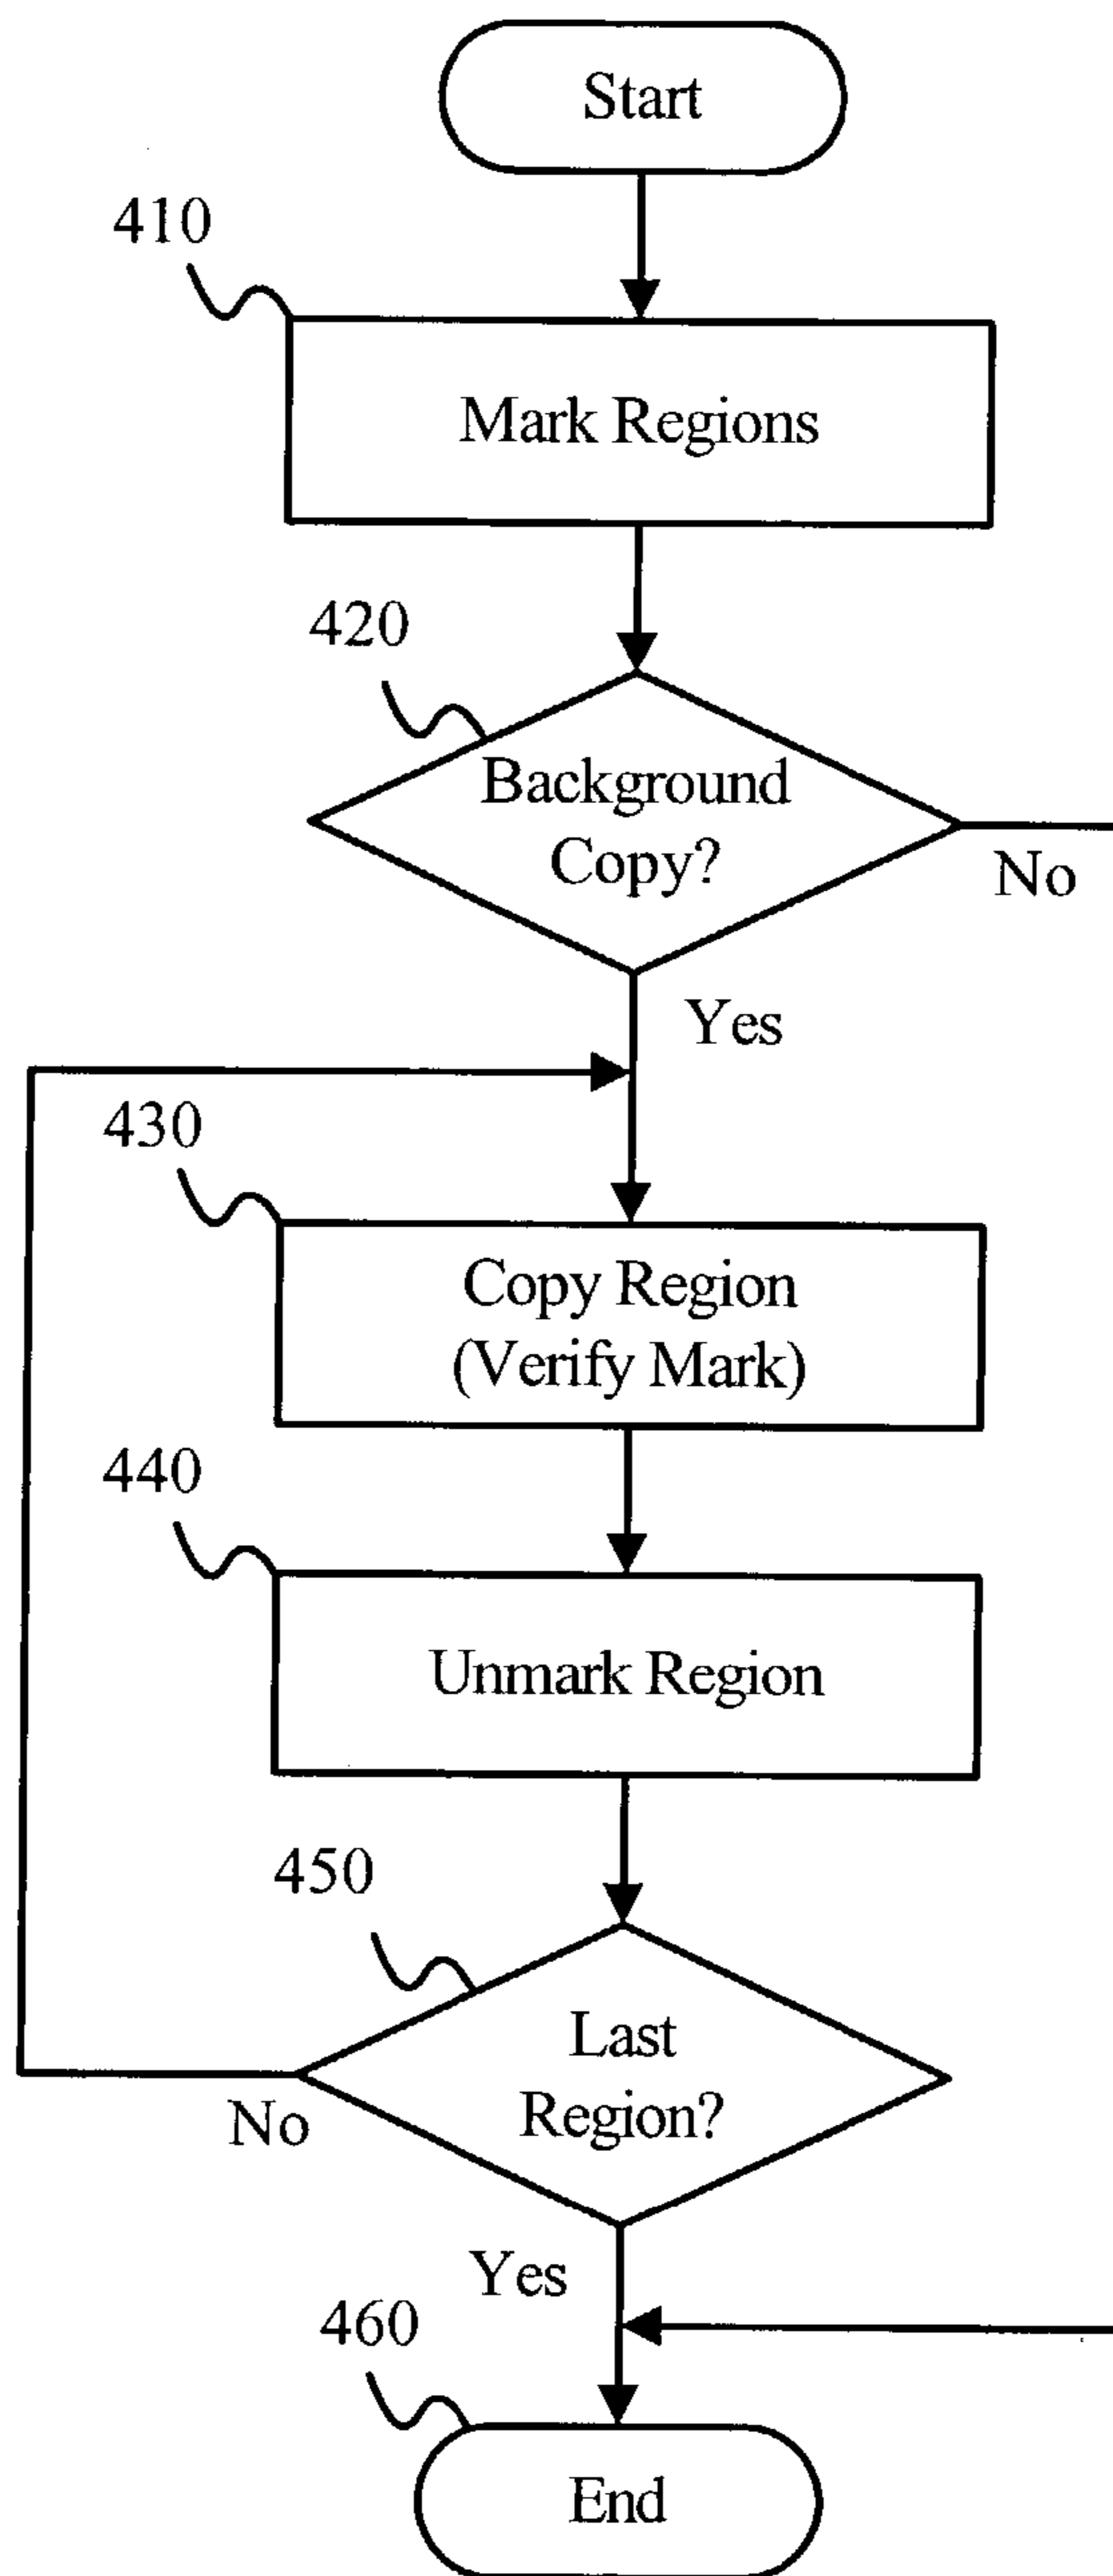 Start
410
Mark Regions
420
Background
Copy?
No
Yes
430
Copy Region
(Verify Mark)
440
Unmark Region
450
Last
Region?
No
Yes
460
End